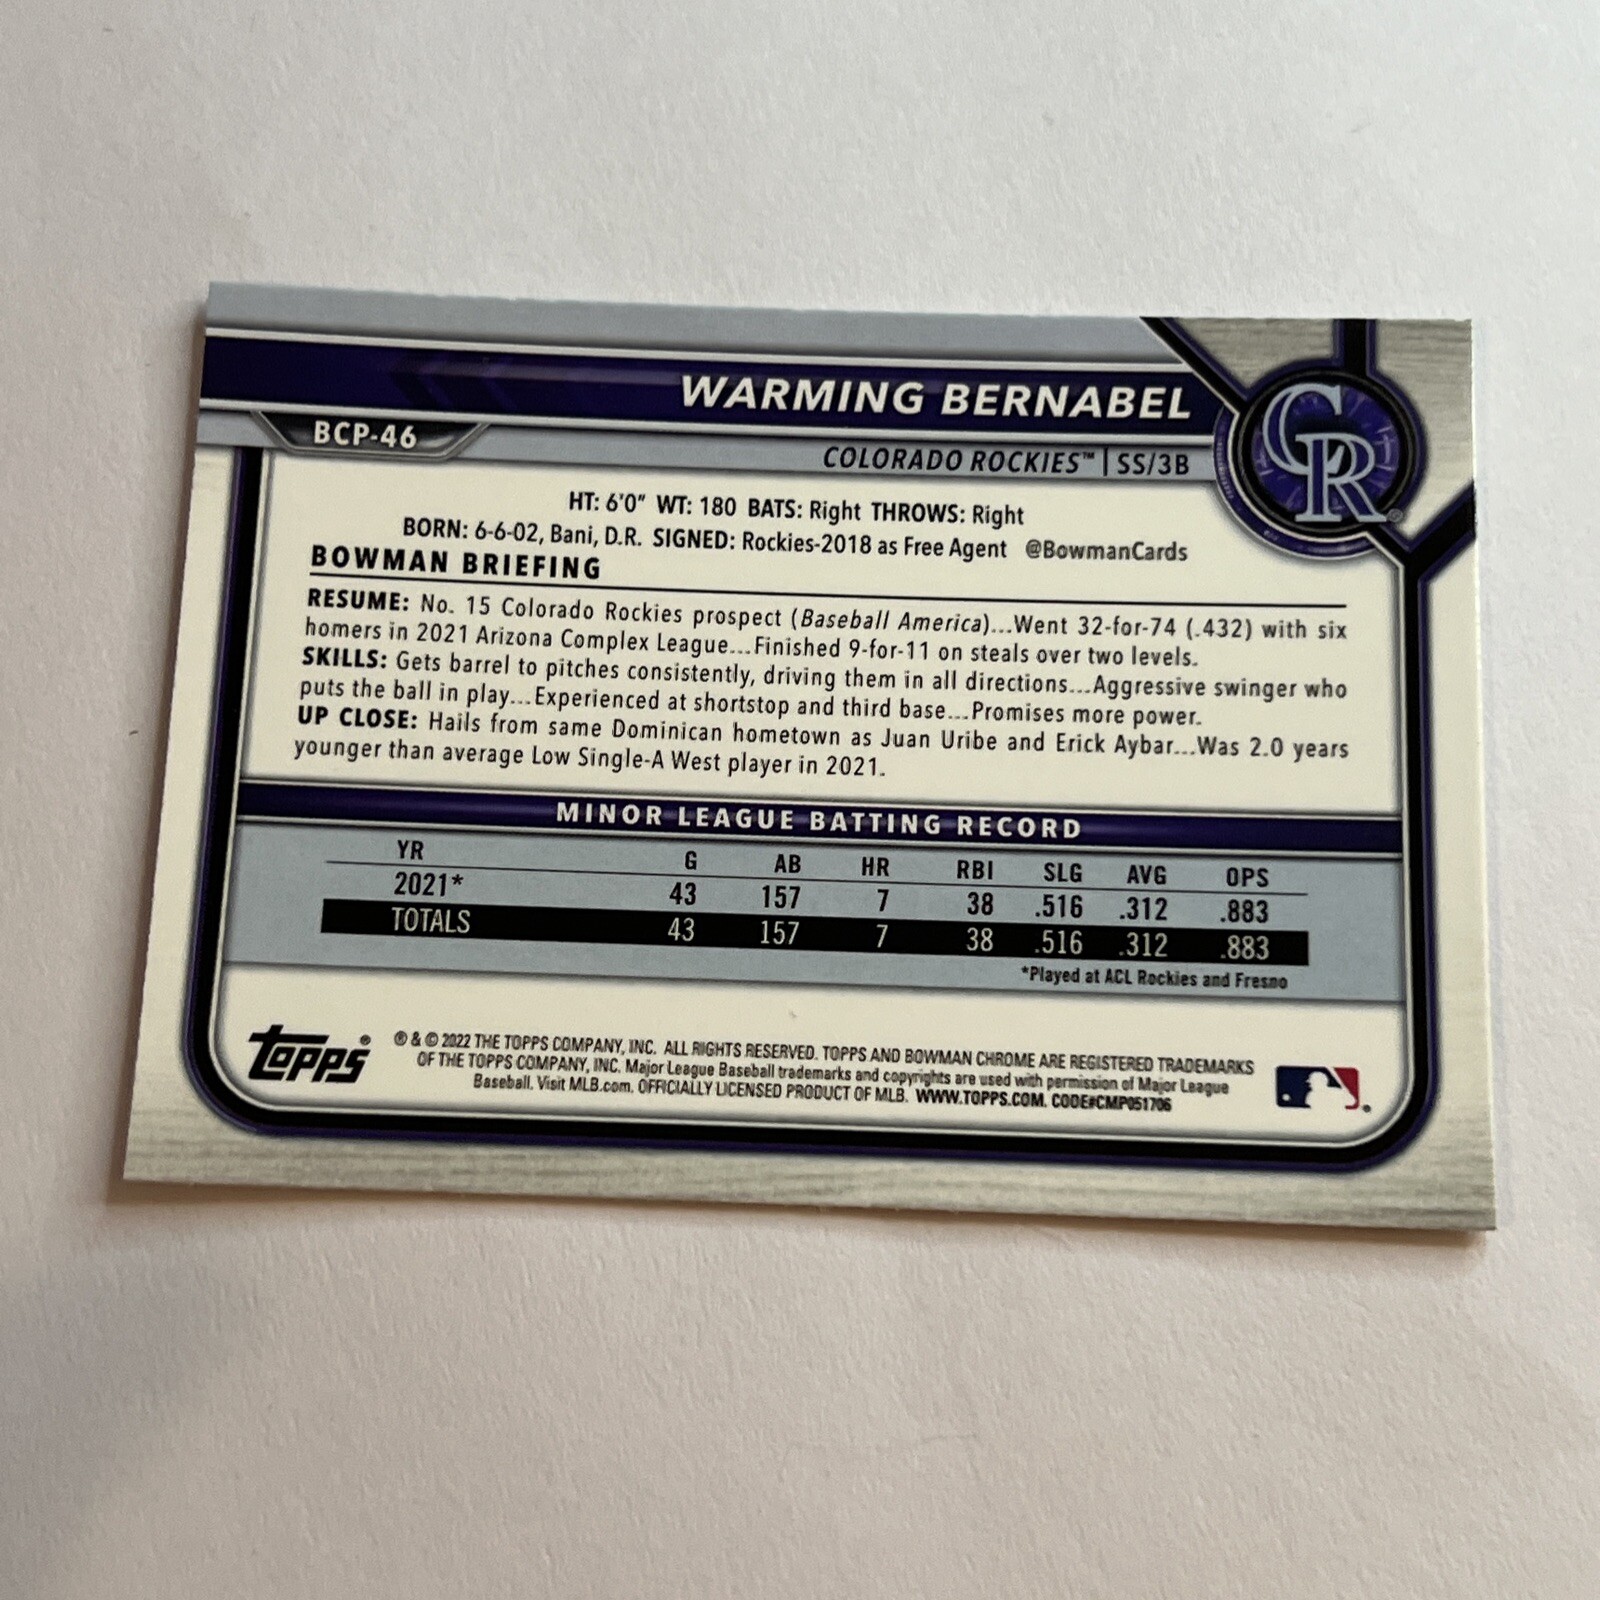 WARMING BERNABEL
BCP-46
COLORADO ROCKIES™ | SS/3B
CR®
HT: 6'0" WT: 180 BATS: Right THROWS: Right
BORN: 6-6-02, Bani, D.R. SIGNED: Rockies-2018 as Free Agent @BowmanCards
BOWMAN BRIEFING
RESUME: No. 15 Colorado Rockies prospect (Baseball America)...Went 32-for-74 (.432) with six
homers in 2021 Arizona Complex League...Finished 9-for-11 on steals over two levels.
SKILLS: Gets barrel to pitches consistently, driving them in all directions...Aggressive swinger who
puts the ball in play...Experienced at shortstop and third base...Promises more power.
UP CLOSE: Hails from same Dominican hometown as Juan Uribe and Erick Aybar...Was 2.0 years
younger than average Low Single-A West player in 2021.
MINOR LEAGUE BATTING RECORD
YR G AB HR RBI SLG AVG OPS
2021* 43 157 7 38 .516 .312 .883
TOTALS 43 157 7 38 .516 .312 .883
*Played at ACL Rockies and Fresno
topps®
® & © 2022 THE TOPPS COMPANY, INC. ALL RIGHTS RESERVED. TOPPS AND BOWMAN CHROME ARE REGISTERED TRADEMARKS
OF THE TOPPS COMPANY, INC. Major League Baseball trademarks and copyrights are used with permission of Major League
Baseball. Visit MLB.com. OFFICIALLY LICENSED PRODUCT OF MLB. WWW.TOPPS.COM. CODE#CMP051706